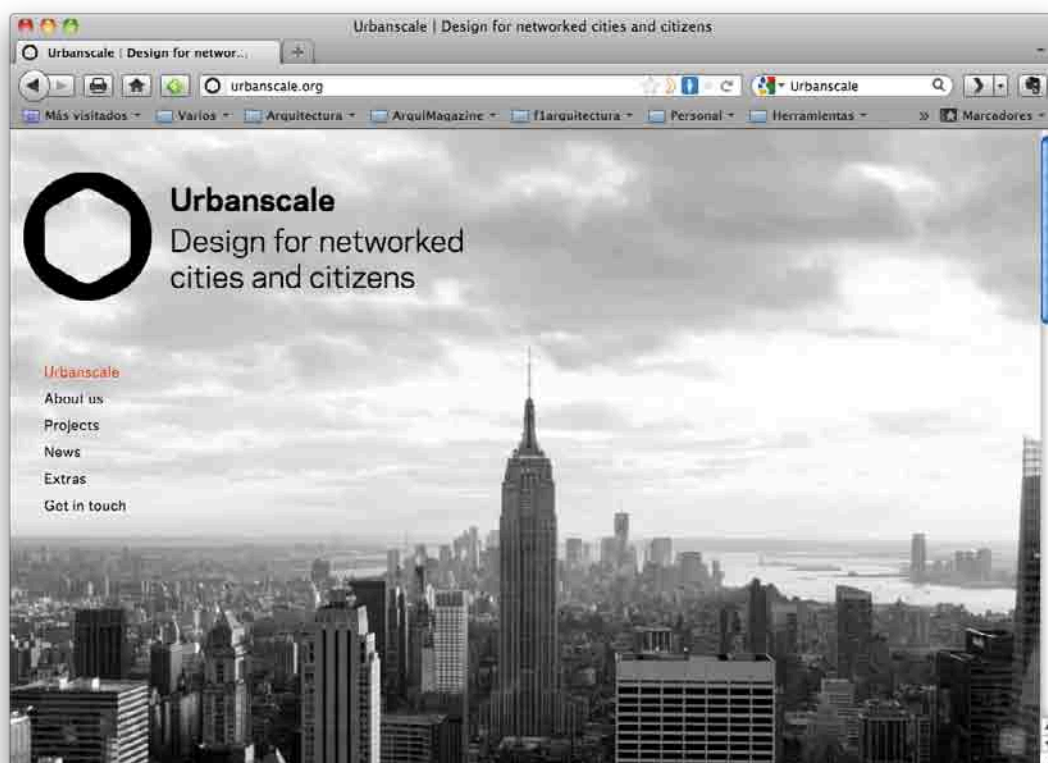 Urbanscale | Design for networked cities and citizens
Urbanscale | Design for networ...
urbanscale.org
Urbanscale
Más visitados
Varios
Arquitectura
ArquiMagazine
f1arquitectura
Personal
Herramientas
Marcadores
Urbanscale
Design for networked
cities and citizens
Urbanscale
About us
Projects
News
Extras
Get in touch